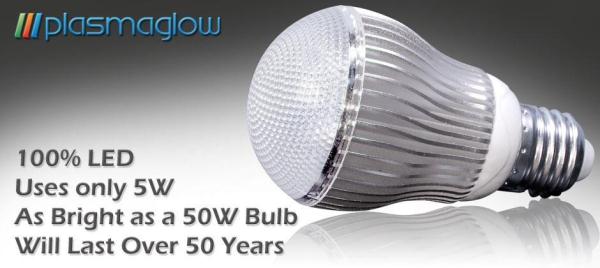 plasmaglow
100% LED
Uses only 5W
As Bright as a 50W Bulb
Will Last Over 50 Years